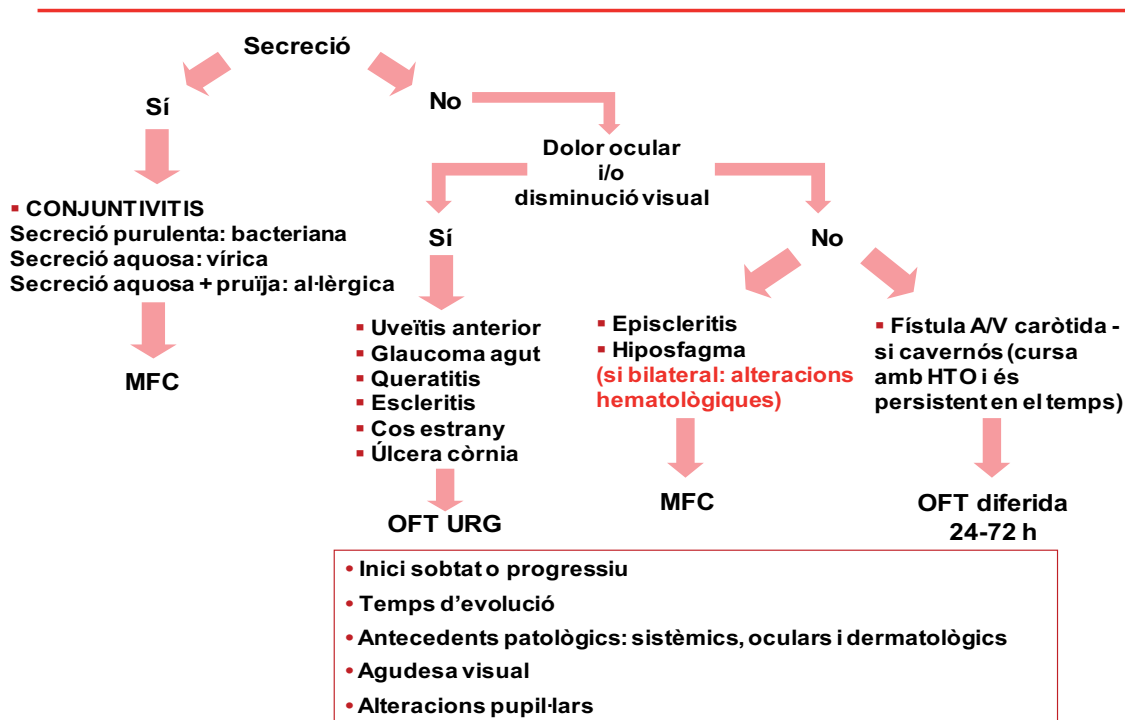 Secreció
Sí
No
Dolor ocular
i/o
disminució visual
▪ CONJUNTIVITIS
Secreció purulenta: bacteriana
Secreció aquosa: vírica
Secreció aquosa + pruïja: al·lèrgica
MFC
Sí
▪ Uveïtis anterior
▪ Glaucoma agut
▪ Queratitis
▪ Escleritis
▪ Cos estrany
▪ Úlcera còrnia
OFT URG
No
▪ Episcleritis
▪ Hiposfagma
(si bilateral: alteracions
hematològiques)
MFC
▪ Fístula A/V caròtida -
si cavernós (cursa
amb HTO i és
persistent en el temps)
OFT diferida
24-72 h
• Inici sobtat o progressiu
• Temps d’evolució
• Antecedents patològics: sistèmics, oculars i dermatològics
• Agudesa visual
• Alteracions pupil·lars